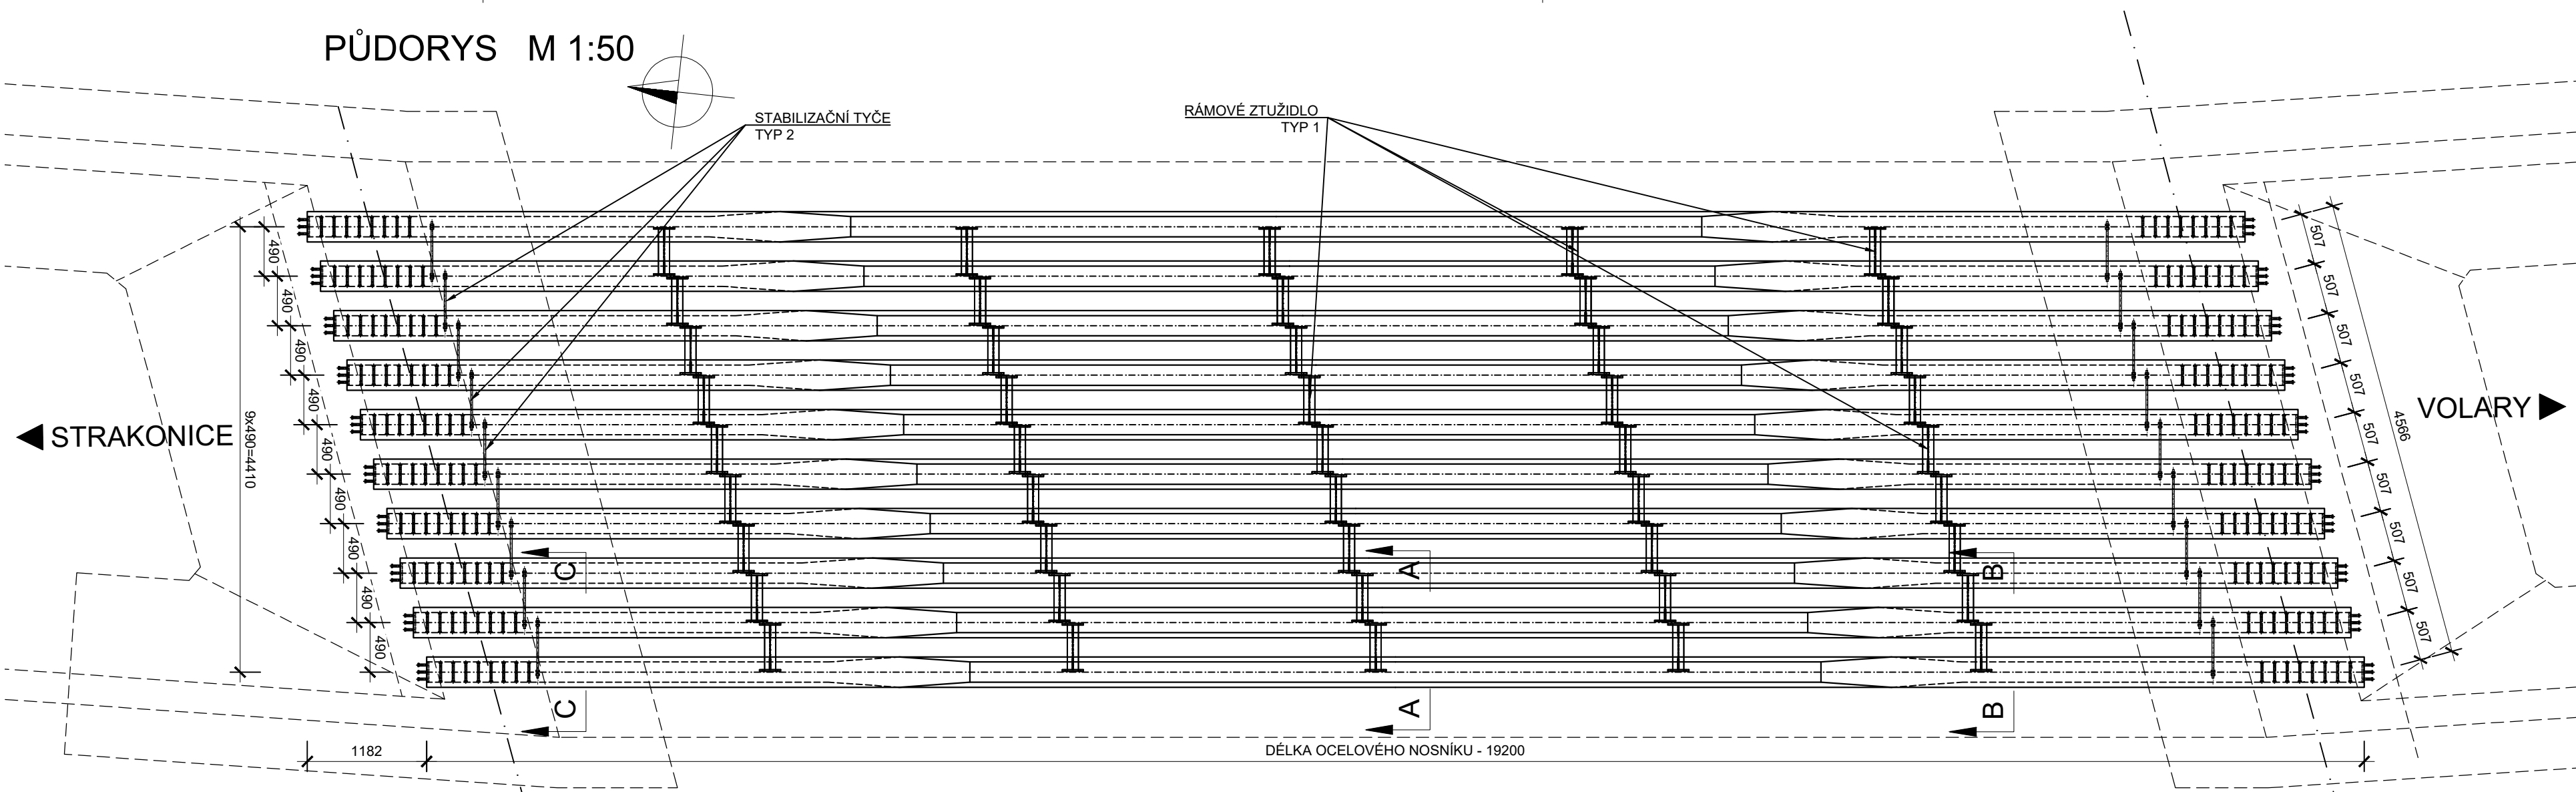 PŮDORYS M 1:50
STABILIZAČNÍ TYČE
TYP 2
RÁMOVÉ ZTUŽIDLO
TYP 1
490
490
490
490
490
490
490
490
490
9x490=4410
507
507
507
507
507
507
507
507
507
4566
STRAKONICE
VOLARY
C
A
B
C
A
B
1182
DÉLKA OCELOVÉHO NOSNÍKU - 19200